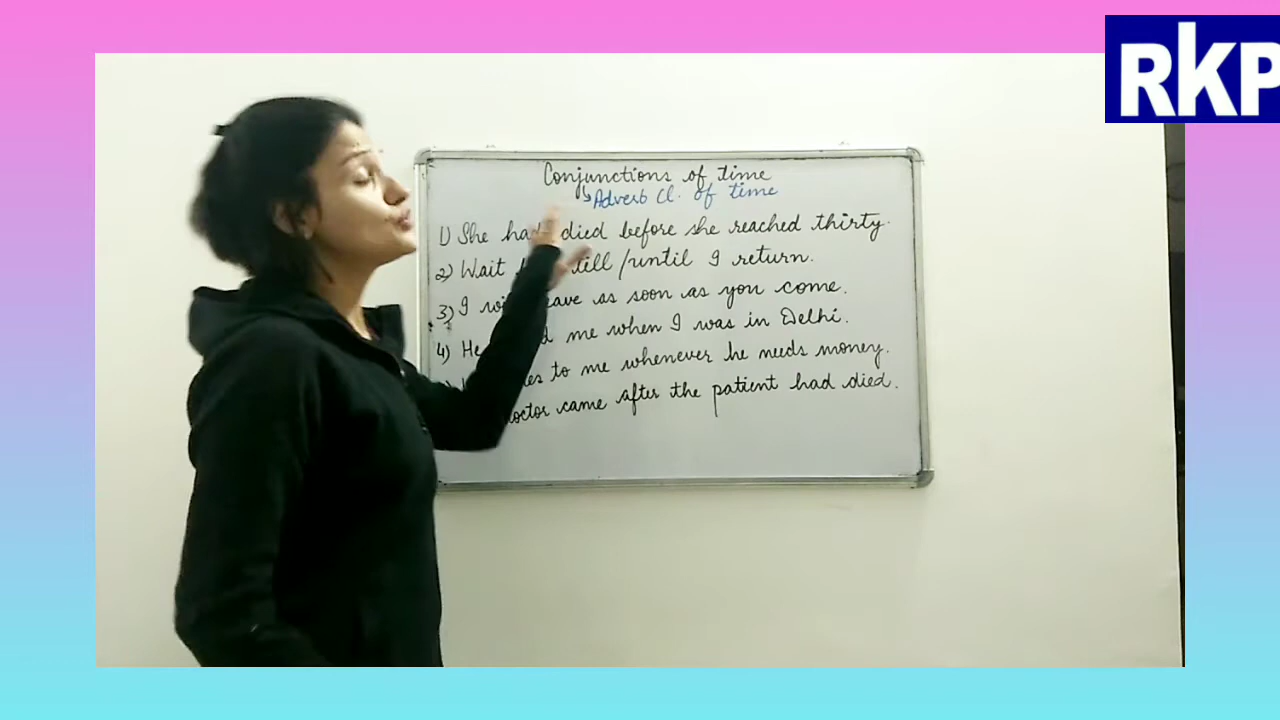 RKP
Conjunctions of time
Adverb Cl. of time
1) She had died before she reached thirty.
2) Wait till/until I return.
3) I leave as soon as you come.
4) He me when I was in Delhi.
to me whenever he needs money.
doctor came after the patient had died.